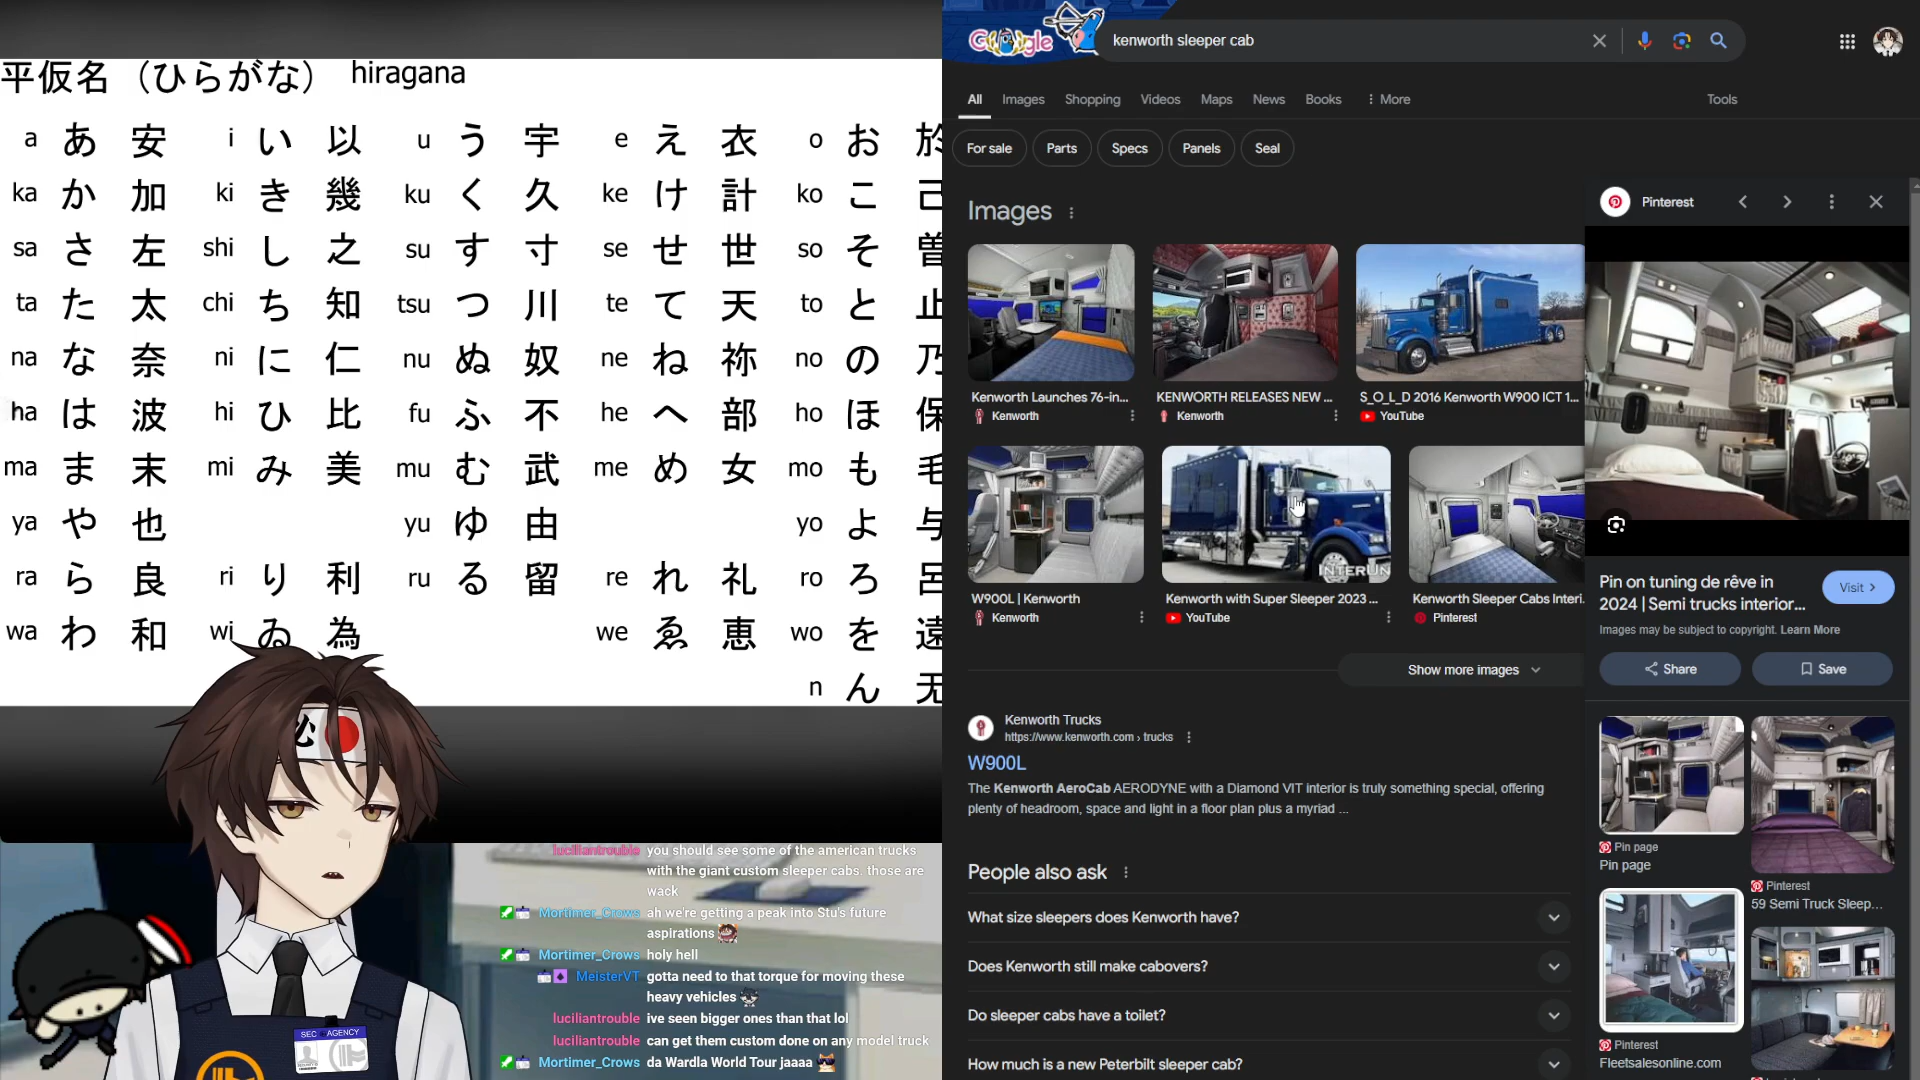 平仮名（ひらがな） hiragana
a あ 安 i い 以 u う 宇 e え 衣 o お 於
ka か 加 ki き 幾 ku く 久 ke け 計 ko こ 己
sa さ 左 shi し 之 su す 寸 se せ 世 so そ 曽
ta た 太 chi ち 知 tsu つ 川 te て 天 to と 止
na な 奈 ni に 仁 nu ぬ 奴 ne ね 祢 no の 乃
ha は 波 hi ひ 比 fu ふ 不 he へ 部 ho ほ 保
ma ま 末 mi み 美 mu む 武 me め 女 mo も 毛
ya や 也 yu ゆ 由 yo よ 与
ra ら 良 ri り 利 ru る 留 re れ 礼 ro ろ 呂
wa わ 和 wi ゐ 為 we ゑ 恵 wo を 遠
n ん 无
必
SEC AGENCY
luciliantrouble you should see some of the american trucks
with the giant custom sleeper cabs. those are
wack
Mortimer_Crows ah we're getting a peak into Stu's future
aspirations
Mortimer_Crows holy hell
MeisterVT gotta need to that torque for moving these
heavy vehicles
luciliantrouble ive seen bigger ones than that lol
luciliantrouble can get them custom done on any model truck
Mortimer_Crows da Wardla World Tour jaaaa
Google
kenworth sleeper cab
All Images Shopping Videos Maps News Books More Tools
For sale Parts Specs Panels Seal
Images
Kenworth Launches 76-in...
Kenworth
KENWORTH RELEASES NEW ...
Kenworth
S_O_L_D 2016 Kenworth W900 ICT 1...
YouTube
INTERUN
W900L | Kenworth
Kenworth
Kenworth with Super Sleeper 2023 ...
YouTube
Kenworth Sleeper Cabs Interi.
Pinterest
Show more images
Kenworth Trucks
https://www.kenworth.com › trucks
W900L
The Kenworth AeroCab AERODYNE with a Diamond VIT interior is truly something special, offering
plenty of headroom, space and light in a floor plan plus a myriad ...
People also ask
What size sleepers does Kenworth have?
Does Kenworth still make cabovers?
Do sleeper cabs have a toilet?
How much is a new Peterbilt sleeper cab?
Pinterest
Pin on tuning de rêve in
2024 | Semi trucks interior...
Visit
Images may be subject to copyright. Learn More
Share Save
Pin page
Pin page
Pinterest
59 Semi Truck Sleep...
Pinterest
Fleetsalesonline.com